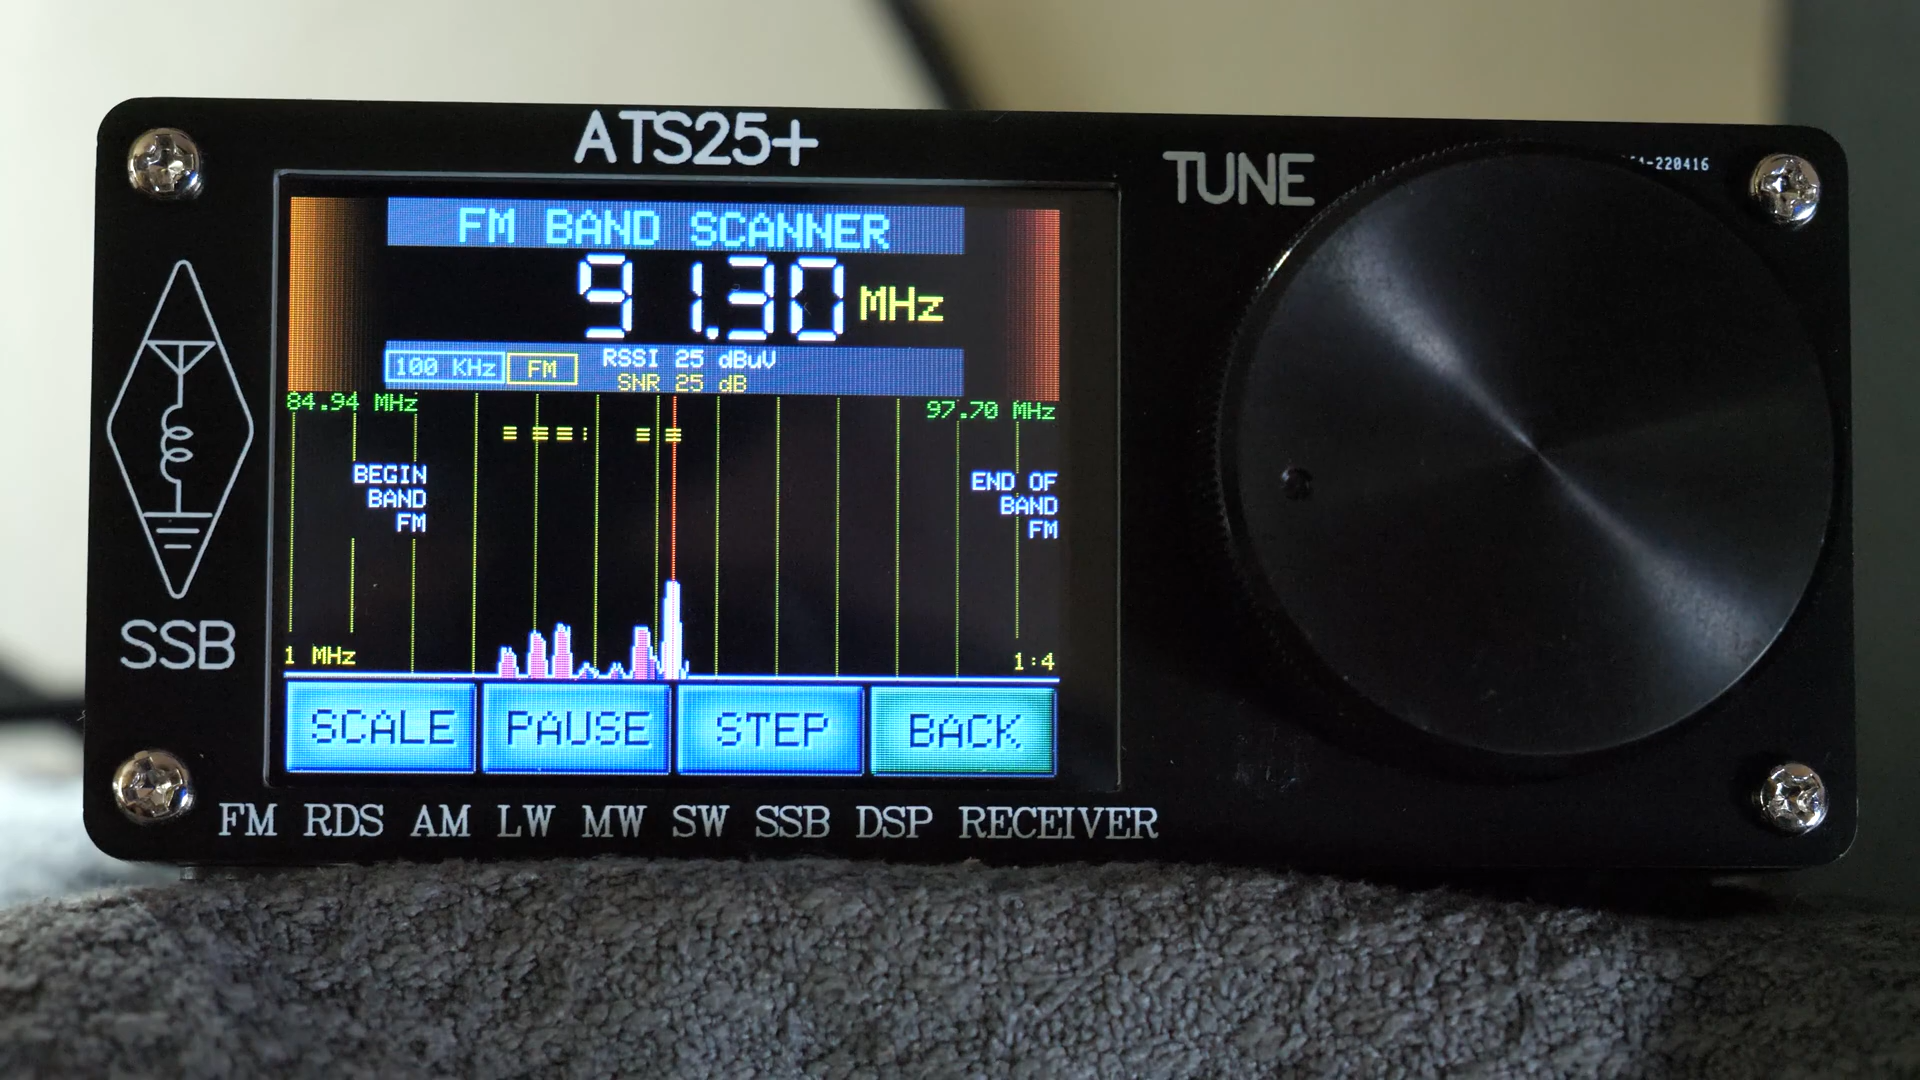 ATS25+
TUNE
-220416
FM BAND SCANNER
91.30 MHz
100 KHz FM RSSI 25 dBuV
SNR 25 dB
84.94 MHz 97.70 MHz
BEGIN
BAND
FM
END OF
BAND
FM
1 MHz 1:4
SCALE PAUSE STEP BACK
SSB
FM RDS AM LW MW SW SSB DSP RECEIVER